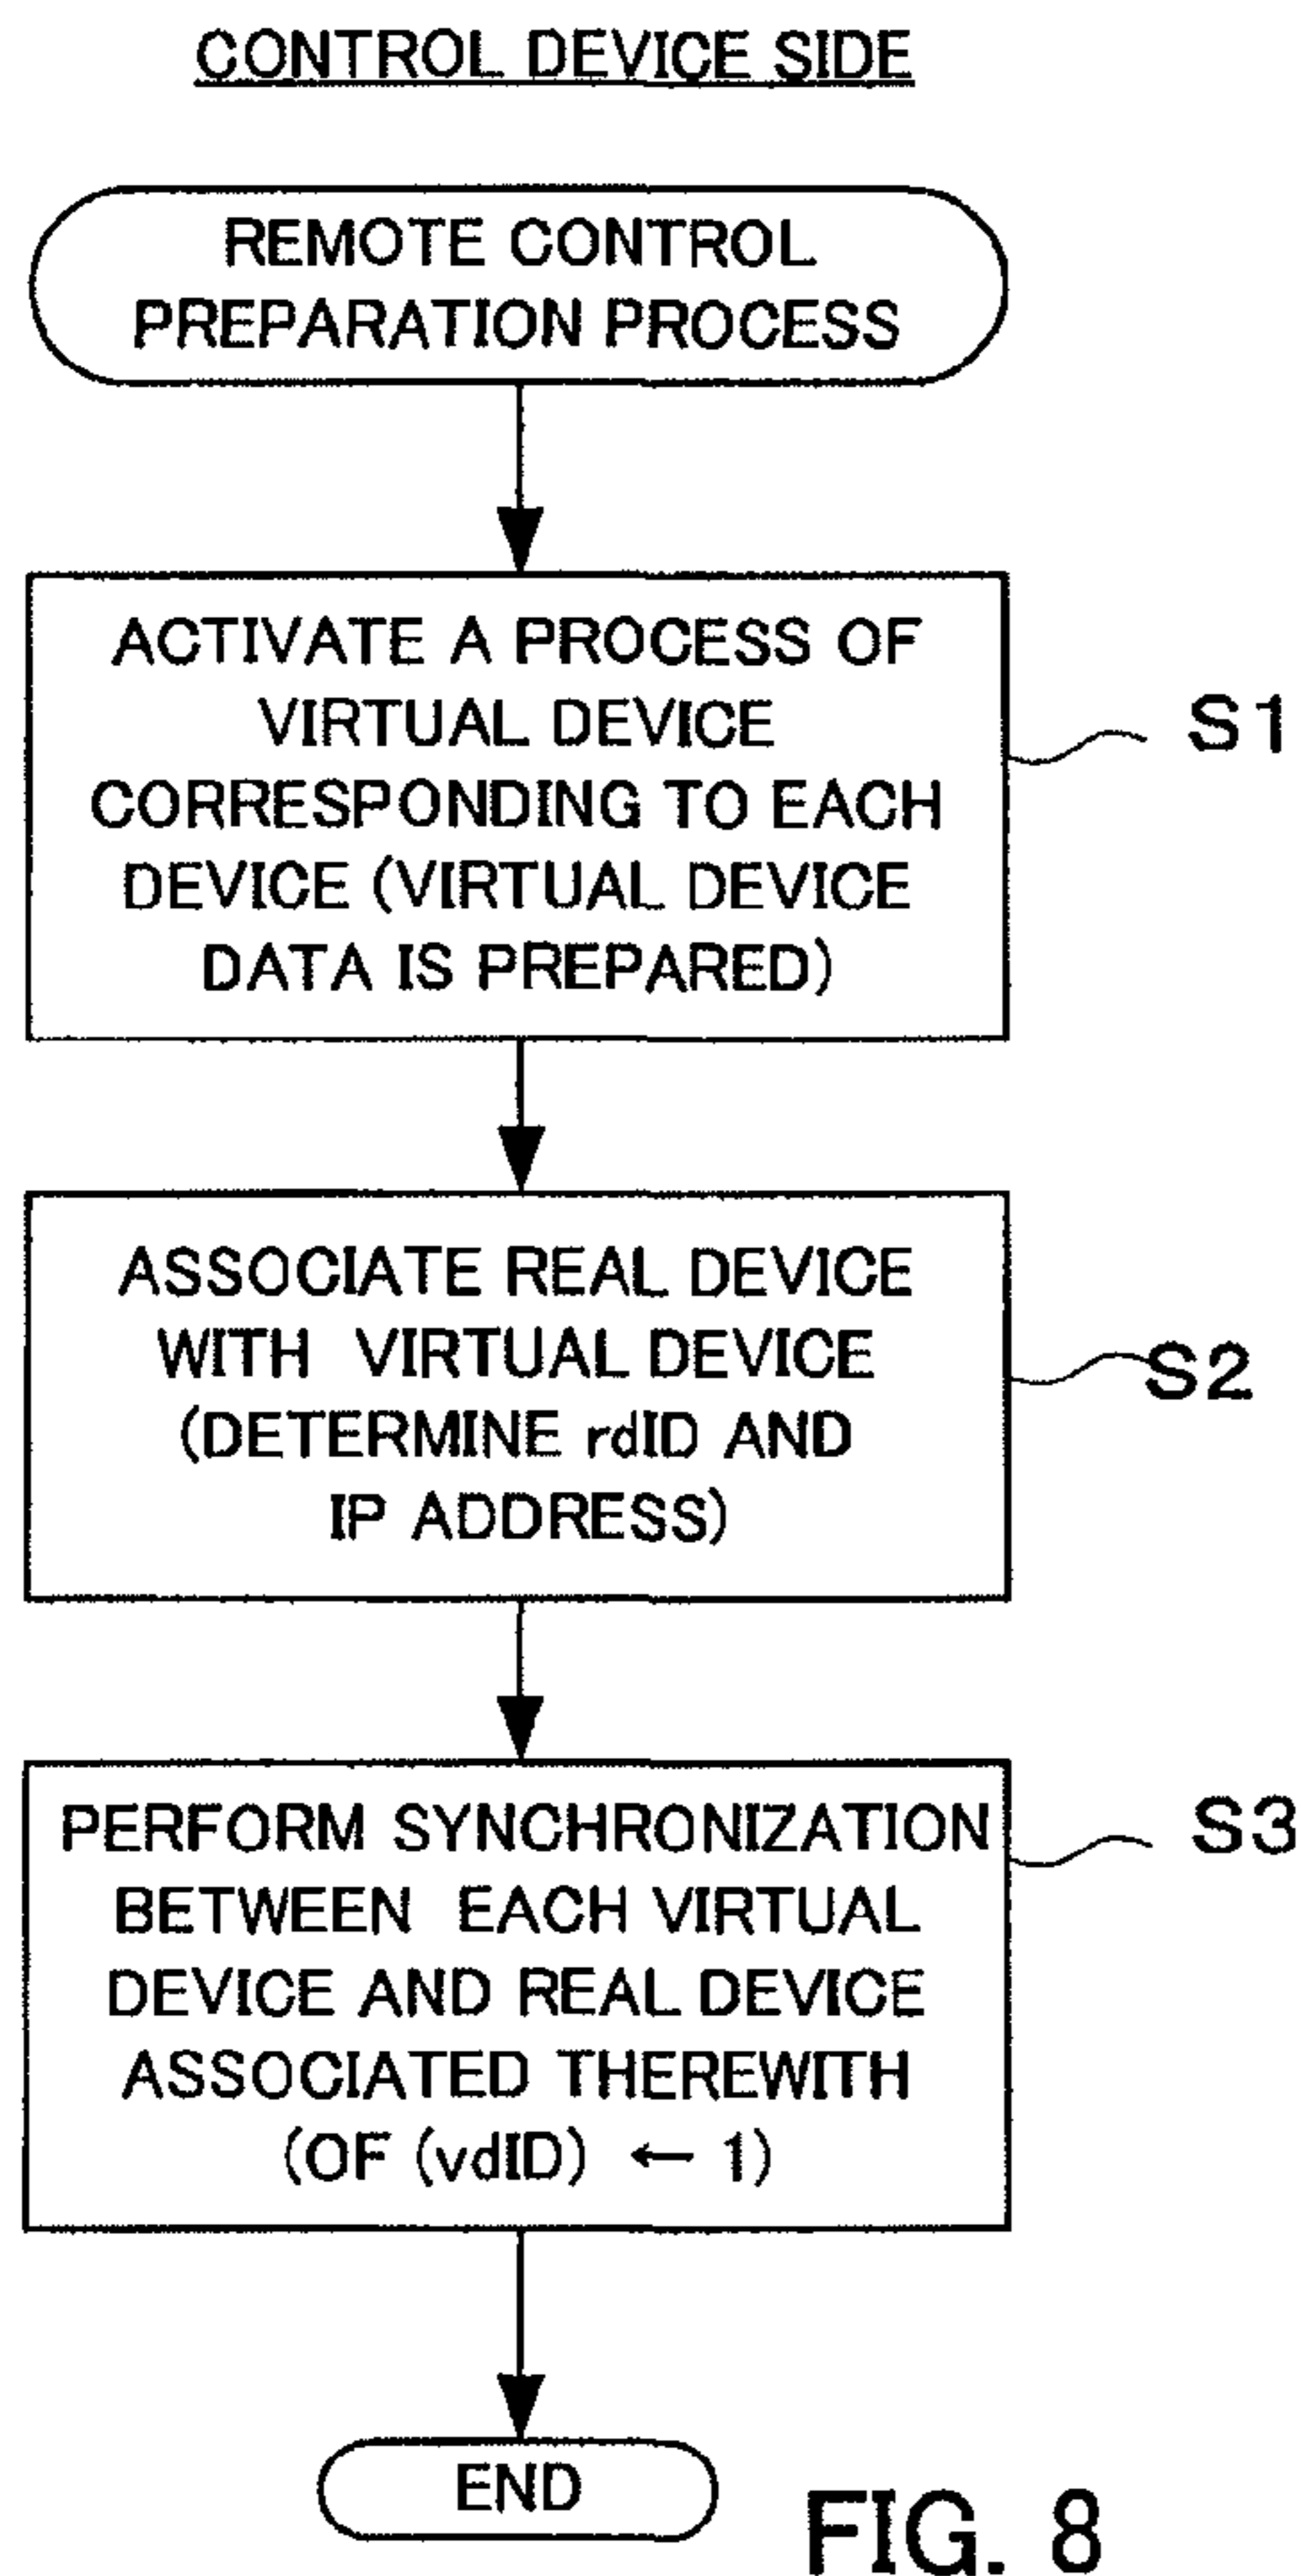 CONTROL DEVICE SIDE
REMOTE CONTROL
PREPARATION PROCESS
ACTIVATE A PROCESS OF
VIRTUAL DEVICE
CORRESPONDING TO EACH
DEVICE (VIRTUAL DEVICE
DATA IS PREPARED)
S1
ASSOCIATE REAL DEVICE
WITH VIRTUAL DEVICE
(DETERMINE rdID AND
IP ADDRESS)
S2
PERFORM SYNCHRONIZATION
BETWEEN EACH VIRTUAL
DEVICE AND REAL DEVICE
ASSOCIATED THEREWITH
(OF (vdID) ← 1)
S3
END
FIG. 8